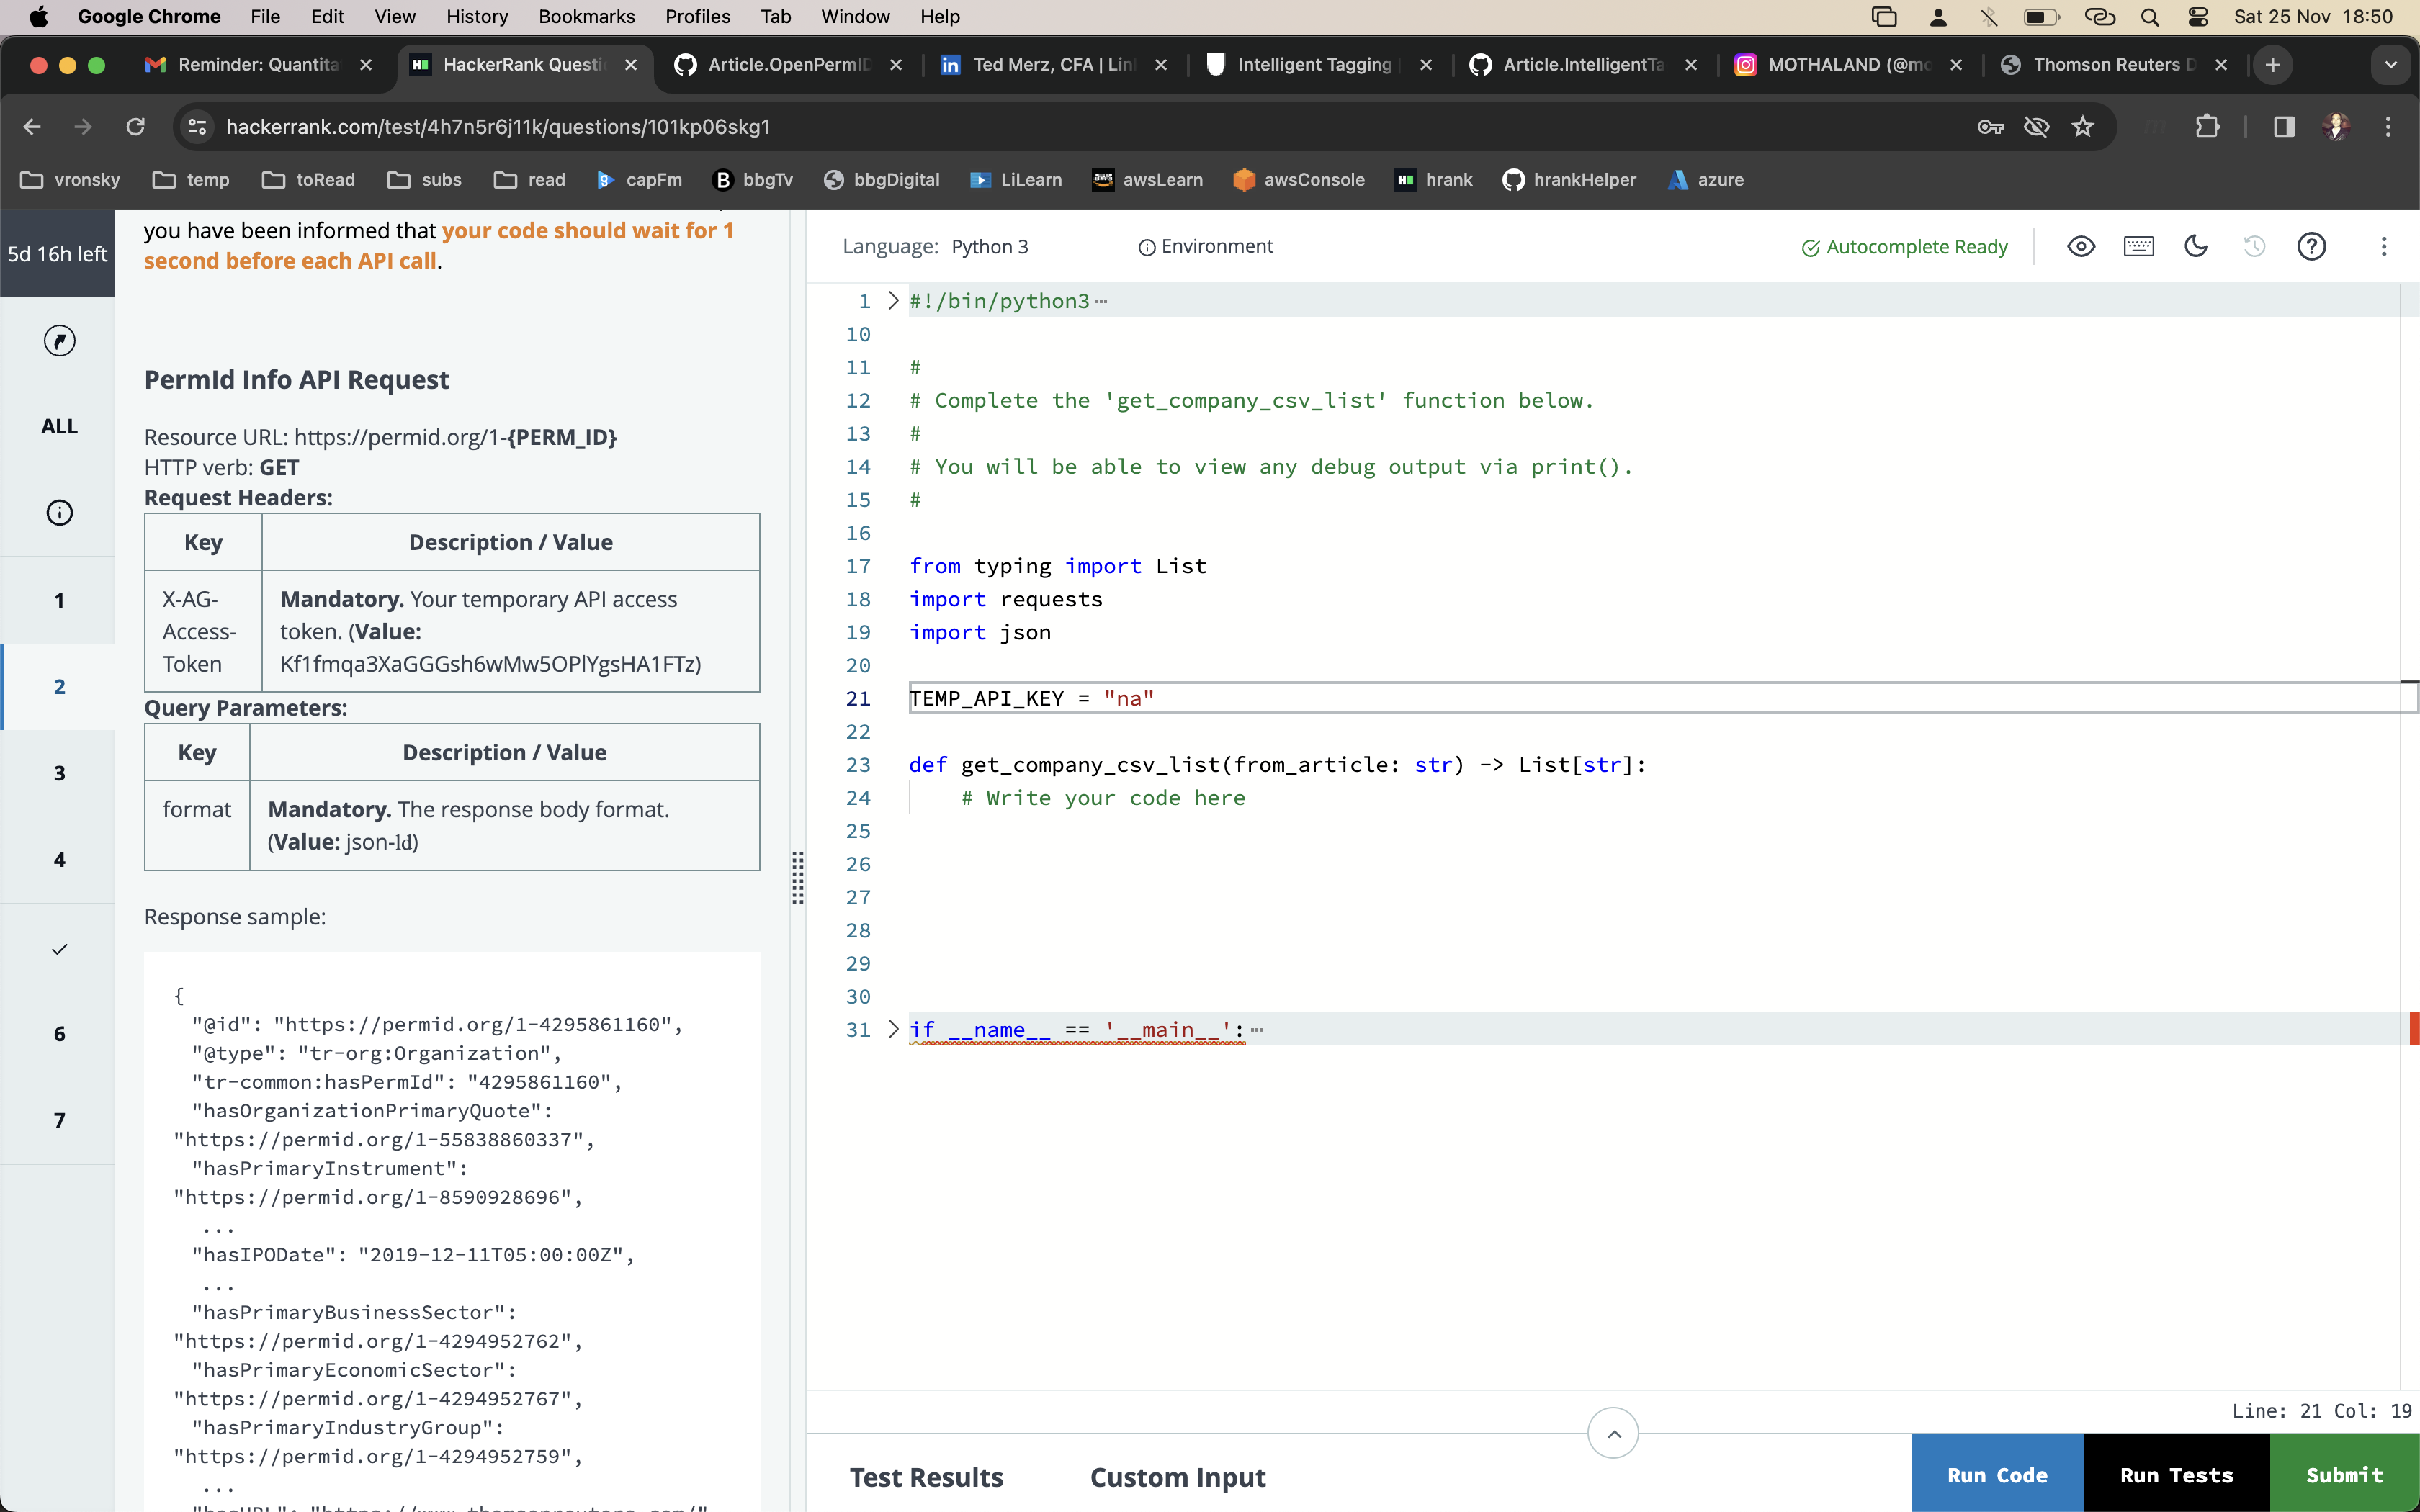 Google Chrome File Edit View History Bookmarks Profiles Tab Window Help Sat 25 Nov 18:50
Reminder: Quantita HackerRank Questi Article.OpenPermID Ted Merz, CFA | Lin Intelligent Tagging Article.IntelligentTa MOTHALAND (@mo Thomson Reuters D
hackerrank.com/test/4h7n5r6j11k/questions/101kp06skg1
vronsky temp toRead subs read capFm bbgTv bbgDigital LiLearn awsLearn awsConsole hrank hrankHelper azure
5d 16h left
ALL
1
2
3
4
6
7
you have been informed that your code should wait for 1
second before each API call.
PermId Info API Request
Resource URL: https://permid.org/1-{PERM_ID}
HTTP verb: GET
Request Headers:
Key Description / Value
X-AG-
Access-
Token
Mandatory. Your temporary API access
token. (Value:
Kf1fmqa3XaGGGsh6wMw5OPlYgsHA1FTz)
Query Parameters:
Key Description / Value
format
Mandatory. The response body format.
(Value: json-ld)
Response sample:
{
"@id": "https://permid.org/1-4295861160",
"@type": "tr-org:Organization",
"tr-common:hasPermId": "4295861160",
"hasOrganizationPrimaryQuote":
"https://permid.org/1-55838860337",
"hasPrimaryInstrument":
"https://permid.org/1-8590928696",
...
"hasIPODate": "2019-12-11T05:00:00Z",
...
"hasPrimaryBusinessSector":
"https://permid.org/1-4294952762",
"hasPrimaryEconomicSector":
"https://permid.org/1-4294952767",
"hasPrimaryIndustryGroup":
"https://permid.org/1-4294952759",
...
Language: Python 3 Environment Autocomplete Ready
1 #!/bin/python3
10
11 #
12 # Complete the 'get_company_csv_list' function below.
13 #
14 # You will be able to view any debug output via print().
15 #
16
17 from typing import List
18 import requests
19 import json
20
21 TEMP_API_KEY = "na"
22
23 def get_company_csv_list(from_article: str) -> List[str]:
24 # Write your code here
25
26
27
28
29
30
31 if __name__ == '__main__':
Line: 21 Col: 19
Test Results Custom Input Run Code Run Tests Submit